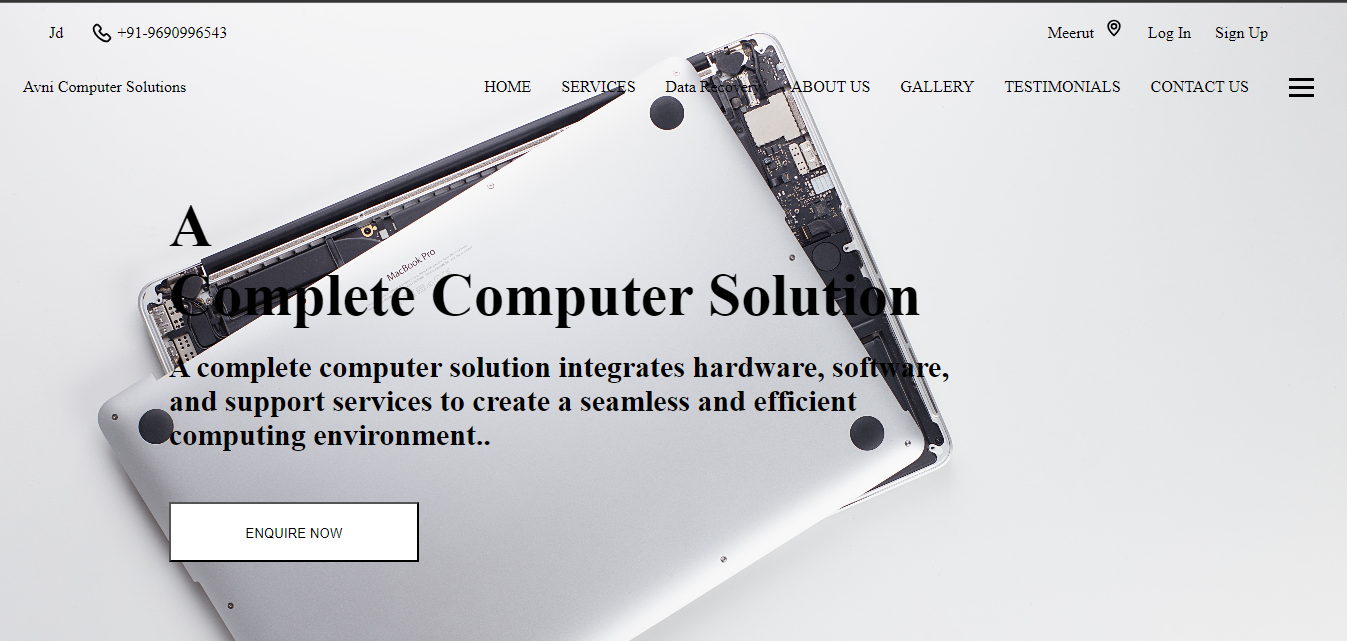 Jd +91-9690996543 Meerut Log In Sign Up
Avni Computer Solutions HOME SERVICES Data Recovery ABOUT US GALLERY TESTIMONIALS CONTACT US
A
Complete Computer Solution
MacBook Pro
A complete computer solution integrates hardware, software,
and support services to create a seamless and efficient
computing environment..
ENQUIRE NOW